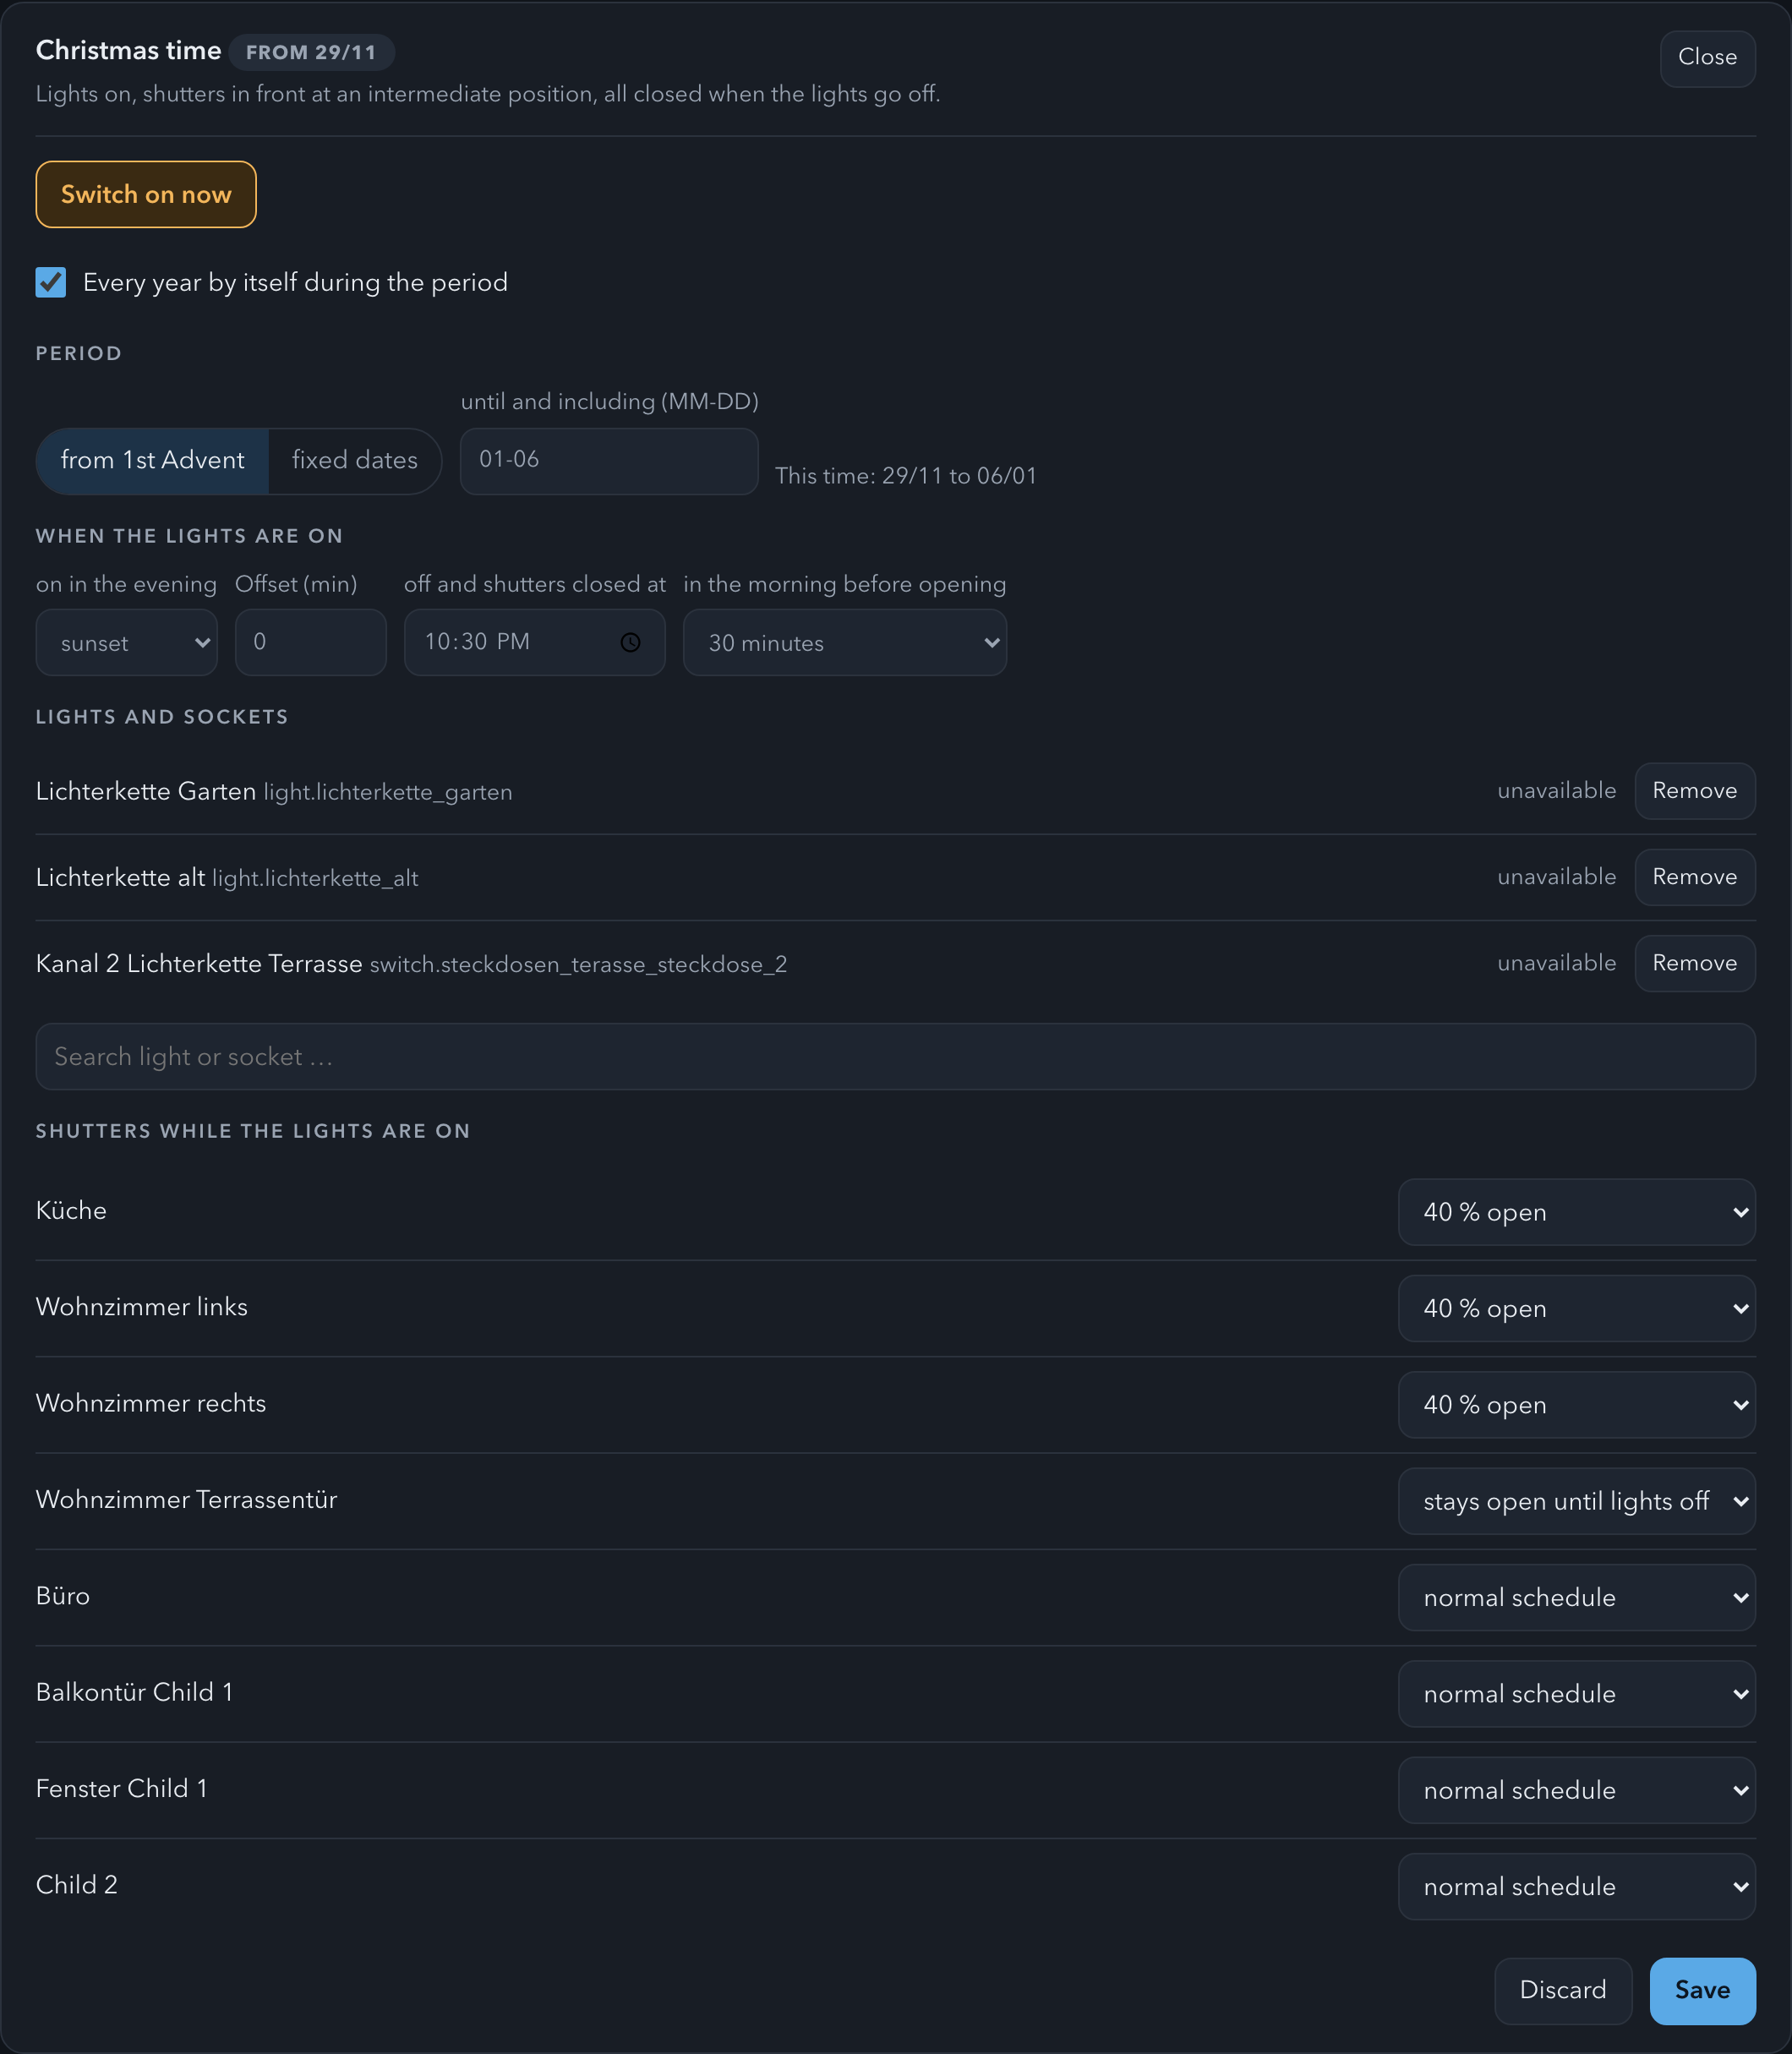 Christmas time FROM 29/11
Close
Lights on, shutters in front at an intermediate position, all closed when the lights go off.
Switch on now
Every year by itself during the period
PERIOD
until and including (MM-DD)
from 1st Advent fixed dates 01-06 This time: 29/11 to 06/01
WHEN THE LIGHTS ARE ON
on in the evening Offset (min) off and shutters closed at in the morning before opening
sunset 0 10:30 PM 30 minutes
LIGHTS AND SOCKETS
Lichterkette Garten light.lichterkette_garten unavailable Remove
Lichterkette alt light.lichterkette_alt unavailable Remove
Kanal 2 Lichterkette Terrasse switch.steckdosen_terasse_steckdose_2 unavailable Remove
Search light or socket …
SHUTTERS WHILE THE LIGHTS ARE ON
Küche 40 % open
Wohnzimmer links 40 % open
Wohnzimmer rechts 40 % open
Wohnzimmer Terrassentür stays open until lights off
Büro normal schedule
Balkontür Child 1 normal schedule
Fenster Child 1 normal schedule
Child 2 normal schedule
Discard Save